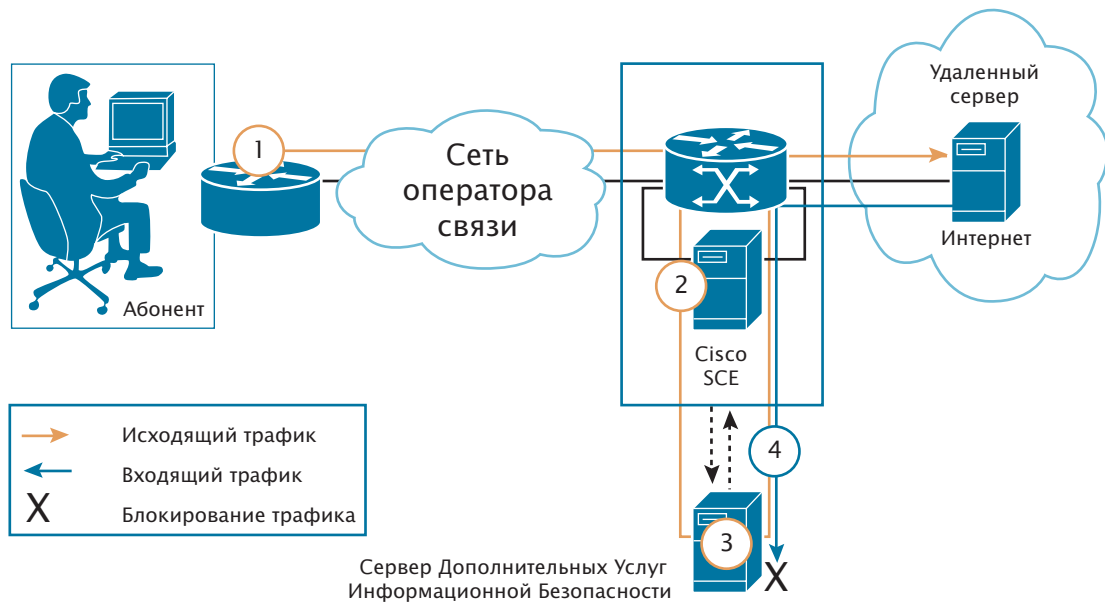 Удаленный
сервер
1
Сеть
оператора
связи
Интернет
2
Абонент
Cisco
SCE
Исходящий трафик
Входящий трафик
X
Блокирование трафика
4
3
X
Сервер Дополнительных Услуг
Информационной Безопасности